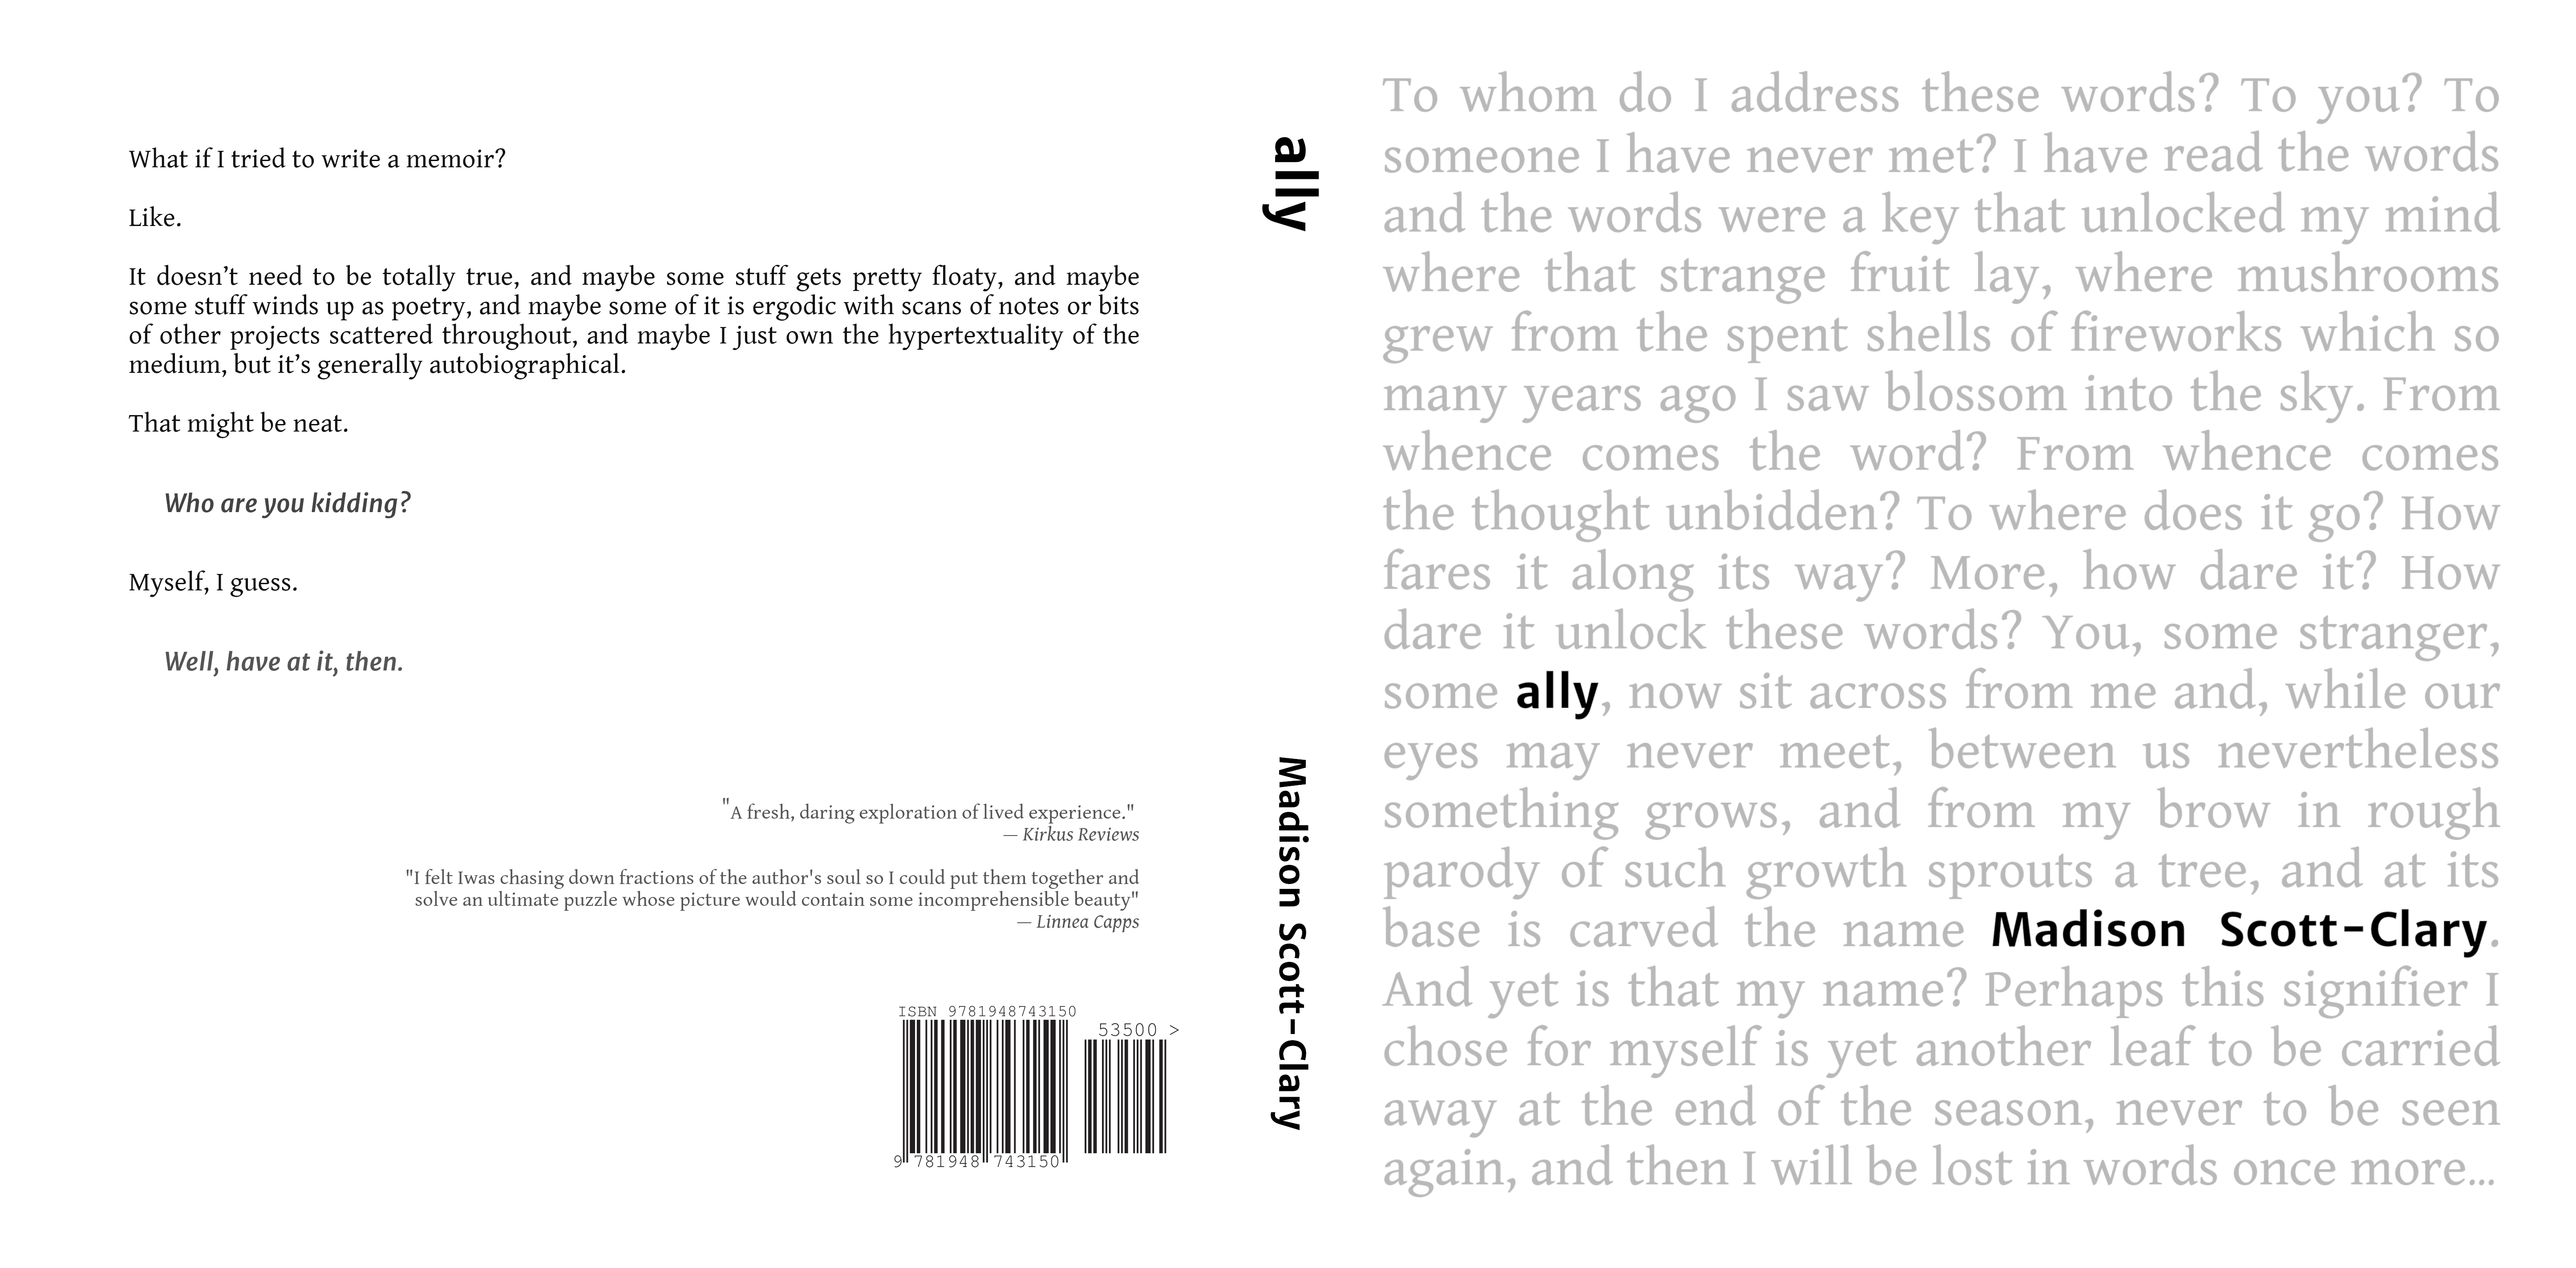 What if I tried to write a memoir?
Like.
It doesn’t need to be totally true, and maybe some stuff gets pretty floaty, and maybe
some stuff winds up as poetry, and maybe some of it is ergodic with scans of notes or bits
of other projects scattered throughout, and maybe I just own the hypertextuality of the
medium, but it’s generally autobiographical.
That might be neat.
Who are you kidding?
Myself, I guess.
Well, have at it, then.
"A fresh, daring exploration of lived experience."
— Kirkus Reviews
"I felt Iwas chasing down fractions of the author's soul so I could put them together and
solve an ultimate puzzle whose picture would contain some incomprehensible beauty"
— Linnea Capps
ISBN 9781948743150
53500 >
9 781948 743150
ally
Madison Scott-Clary
To whom do I address these words? To you? To
someone I have never met? I have read the words
and the words were a key that unlocked my mind
where that strange fruit lay, where mushrooms
grew from the spent shells of fireworks which so
many years ago I saw blossom into the sky. From
whence comes the word? From whence comes
the thought unbidden? To where does it go? How
fares it along its way? More, how dare it? How
dare it unlock these words? You, some stranger,
some ally, now sit across from me and, while our
eyes may never meet, between us nevertheless
something grows, and from my brow in rough
parody of such growth sprouts a tree, and at its
base is carved the name Madison Scott-Clary.
And yet is that my name? Perhaps this signifier I
chose for myself is yet another leaf to be carried
away at the end of the season, never to be seen
again, and then I will be lost in words once more...